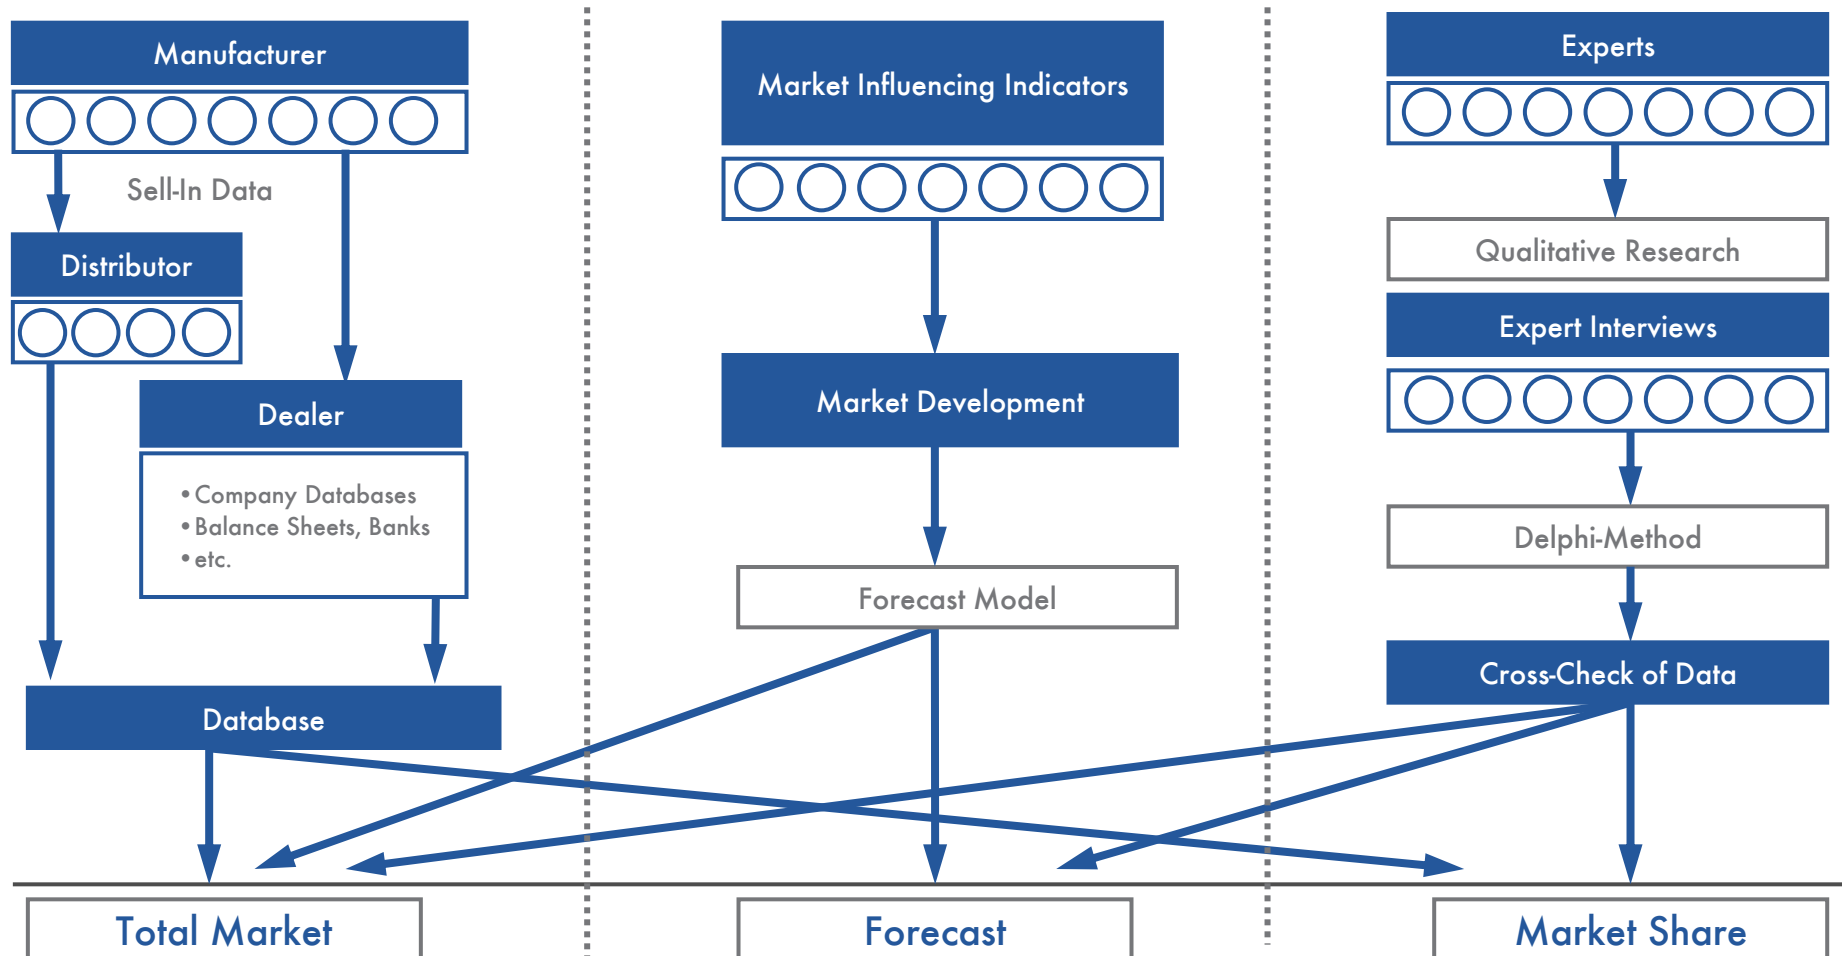 Manufacturer
Sell-In Data
Distributor
Dealer
•Company Databases
•Balance Sheets, Banks
•etc.
Database
Total Market
Market Influencing Indicators
Market Development
Forecast Model
Forecast
Experts
Qualitative Research
Expert Interviews
Delphi-Method
Cross-Check of Data
Market Share